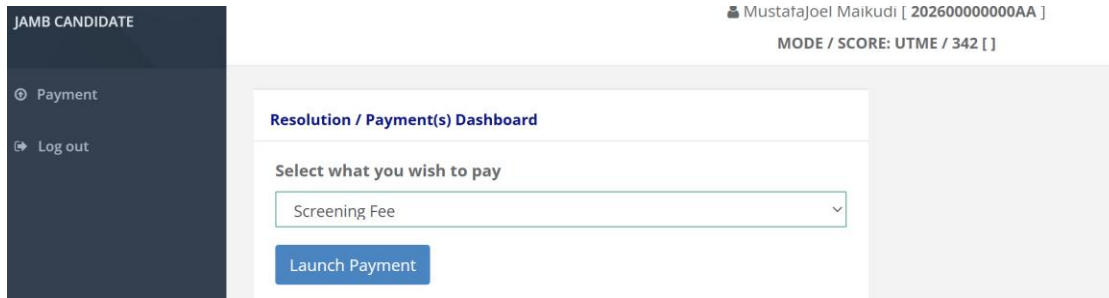 JAMB CANDIDATE
MustafaJoel Maikudi [ 202600000000AA ]
MODE / SCORE: UTME / 342 [ ]
Payment
Log out
Resolution / Payment(s) Dashboard
Select what you wish to pay
Screening Fee
Launch Payment